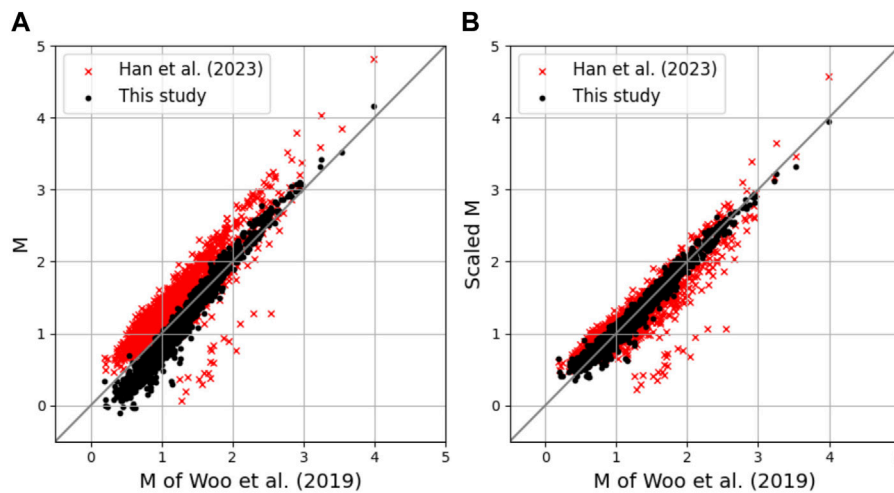 A
5
4
3
2
1
0
M
Han et al. (2023)
This study
0 1 2 3 4 5
M of Woo et al. (2019)
B
5
4
3
2
1
0
Scaled M
Han et al. (2023)
This study
0 1 2 3 4
M of Woo et al. (2019)